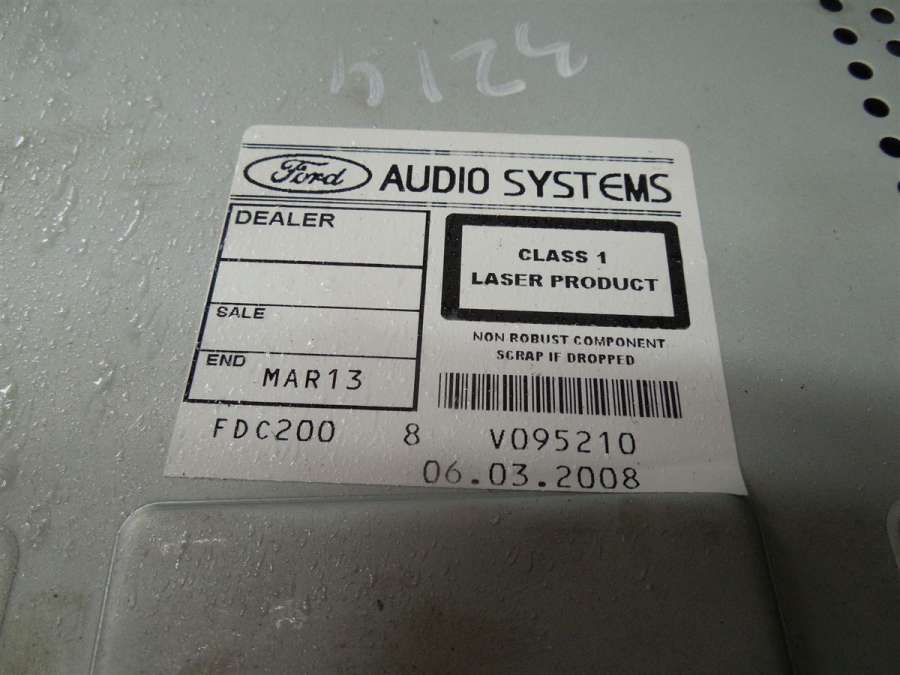 Ford AUDIO SYSTEMS
DEALER
SALE
END MAR13
CLASS 1
LASER PRODUCT
NON ROBUST COMPONENT
SCRAP IF DROPPED
FDC200 8 V095210
06.03.2008